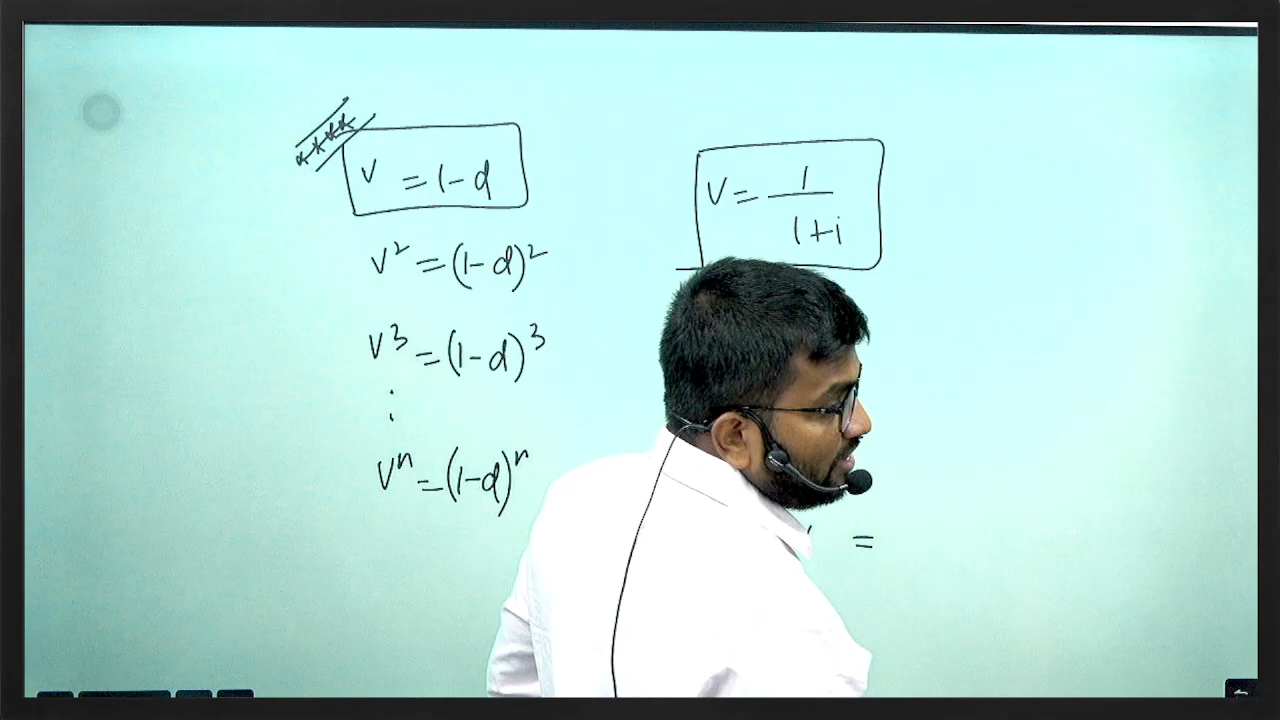 ****
v = 1-d
v² = (1-d)²
v³ = (1-d)³
⋮
vⁿ = (1-d)ⁿ
v = 1/(1+i)
=